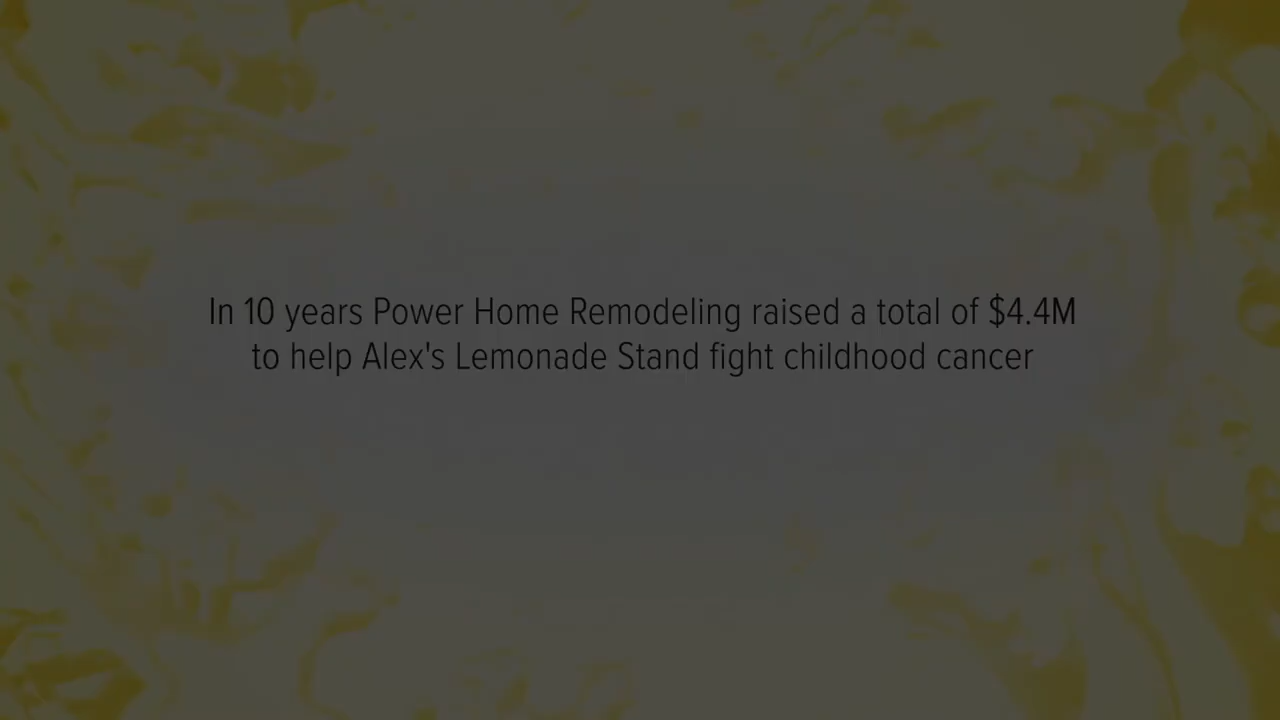 In 10 years Power Home Remodeling raised a total of $4.4M
to help Alex's Lemonade Stand fight childhood cancer